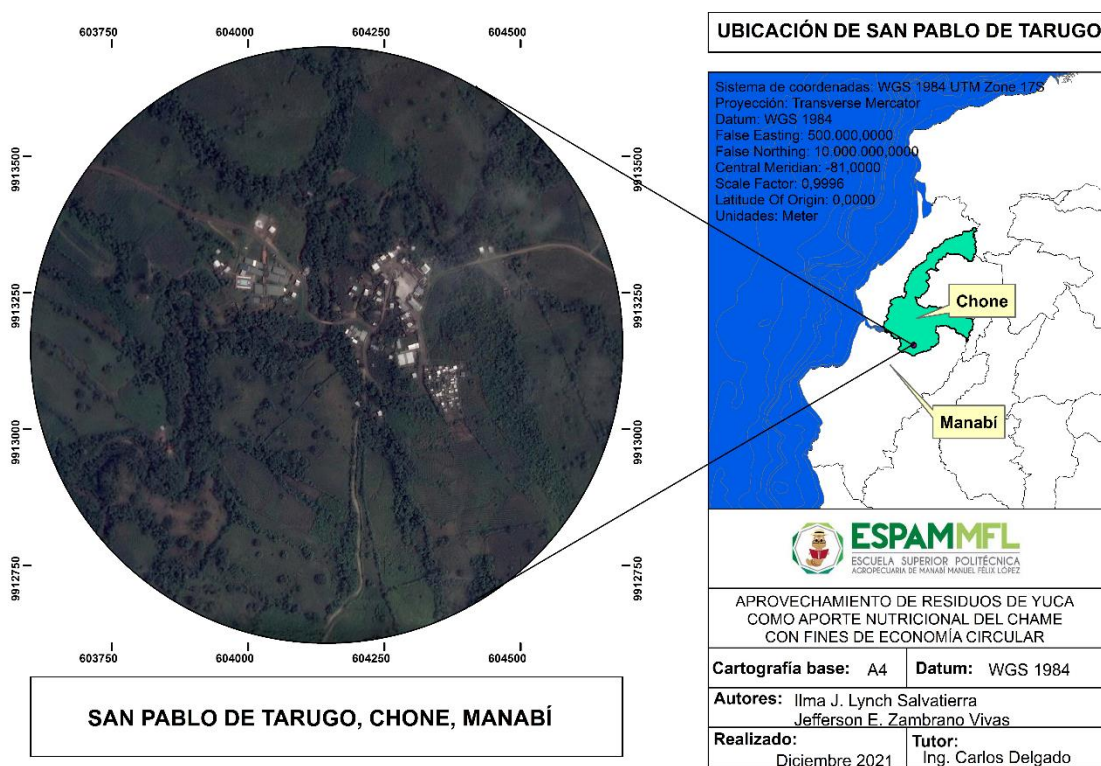 603750 604000 604250 604500
9913500
9913250
9913000
9912750
9913500
9913250
9913000
9912750
603750 604000 604250 604500
SAN PABLO DE TARUGO, CHONE, MANABÍ
UBICACIÓN DE SAN PABLO DE TARUGO
Sistema de coordenadas: WGS 1984 UTM Zone 17S
Proyección: Transverse Mercator
Datum: WGS 1984
False Easting: 500.000,0000
False Northing: 10.000.000,0000
Central Meridian: -81,0000
Scale Factor: 0,9996
Latitude Of Origin: 0,0000
Unidades: Meter
Chone
Manabí
ESPAMMFL
ESCUELA SUPERIOR POLITÉCNICA
AGROPECUARIA DE MANABÍ MANUEL FÉLIX LÓPEZ
APROVECHAMIENTO DE RESIDUOS DE YUCA
COMO APORTE NUTRICIONAL DEL CHAME
CON FINES DE ECONOMÍA CIRCULAR
Cartografía base: A4 Datum: WGS 1984
Autores: Ilma J. Lynch Salvatierra
Jefferson E. Zambrano Vivas
Realizado: Tutor:
Diciembre 2021 Ing. Carlos Delgado